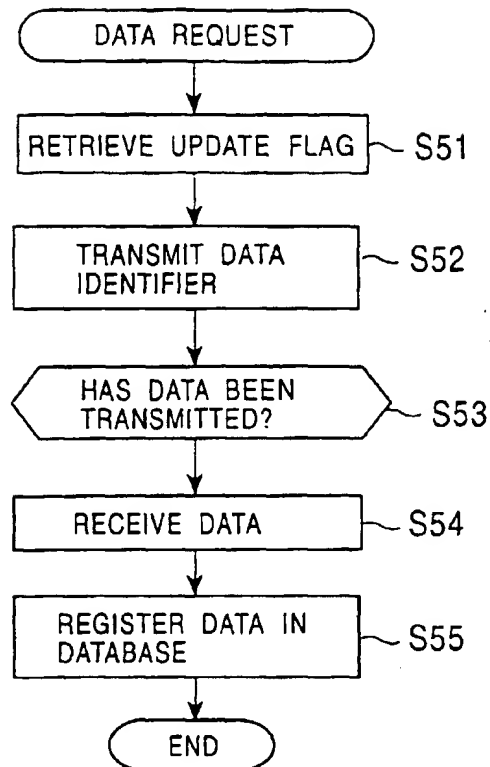 DATA REQUEST
RETRIEVE UPDATE FLAG
S51
TRANSMIT DATA
IDENTIFIER
S52
HAS DATA BEEN
TRANSMITTED?
S53
RECEIVE DATA
S54
REGISTER DATA IN
DATABASE
S55
END